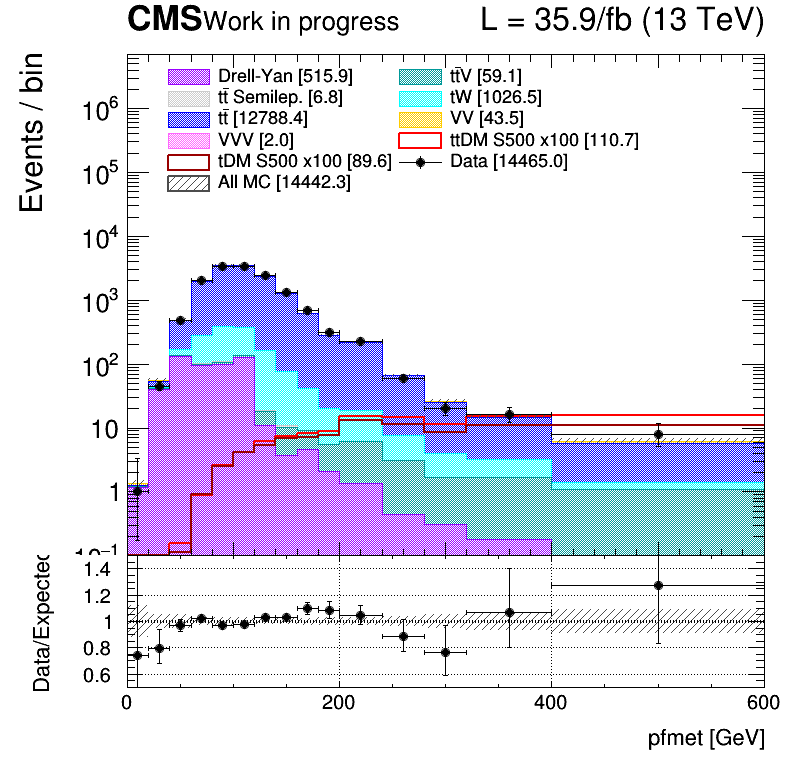 CMS Work in progress L = 35.9/fb (13 TeV)
Events / bin
Drell-Yan [515.9] tt̄V [59.1]
tt̄ Semilep. [6.8] tW [1026.5]
tt̄ [12788.4] VV [43.5]
VVV [2.0] ttDM S500 x100 [110.7]
tDM S500 x100 [89.6] Data [14465.0]
All MC [14442.3]
10⁶
10⁵
10⁴
10³
10²
10
1
10⁻¹
Data/Expected
1.4
1.2
1
0.8
0.6
0 200 400 600
pfmet [GeV]